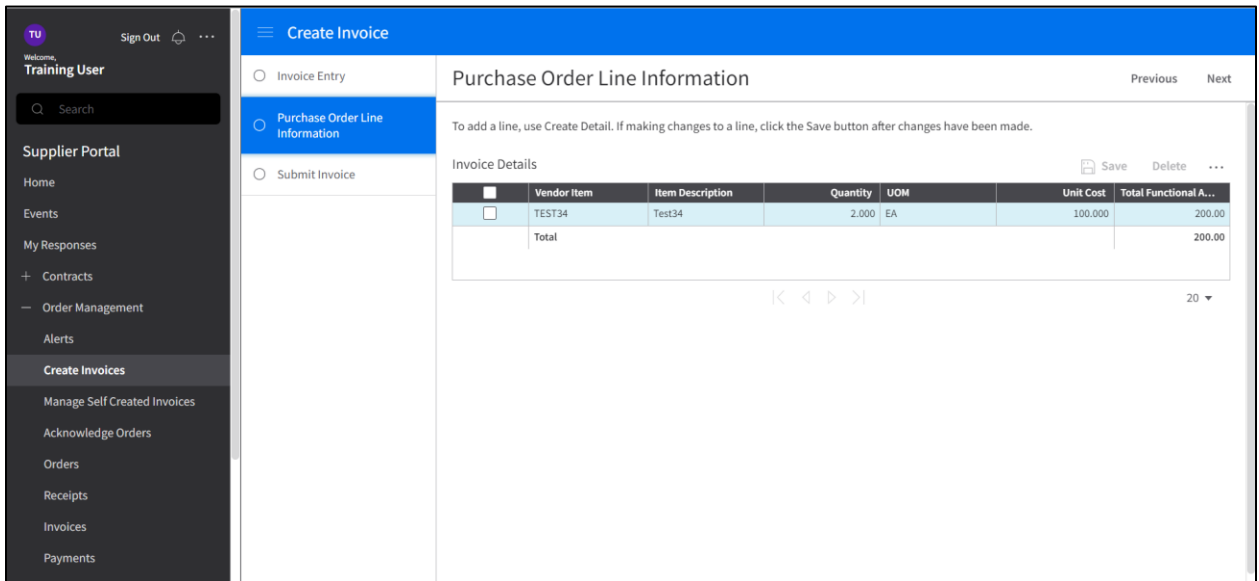 TU
Sign Out
Welcome,
Training User
Search
Supplier Portal
Home
Events
My Responses
Contracts
Order Management
Alerts
Create Invoices
Manage Self Created Invoices
Acknowledge Orders
Orders
Receipts
Invoices
Payments
Create Invoice
Invoice Entry
Purchase Order Line
Information
Submit Invoice
Purchase Order Line Information
Previous Next
To add a line, use Create Detail. If making changes to a line, click the Save button after changes have been made.
Invoice Details
Save Delete ...
Vendor Item Item Description Quantity UOM Unit Cost Total Functional A...
TEST34 Test34 2.000 EA 100.000 200.00
Total 200.00
20